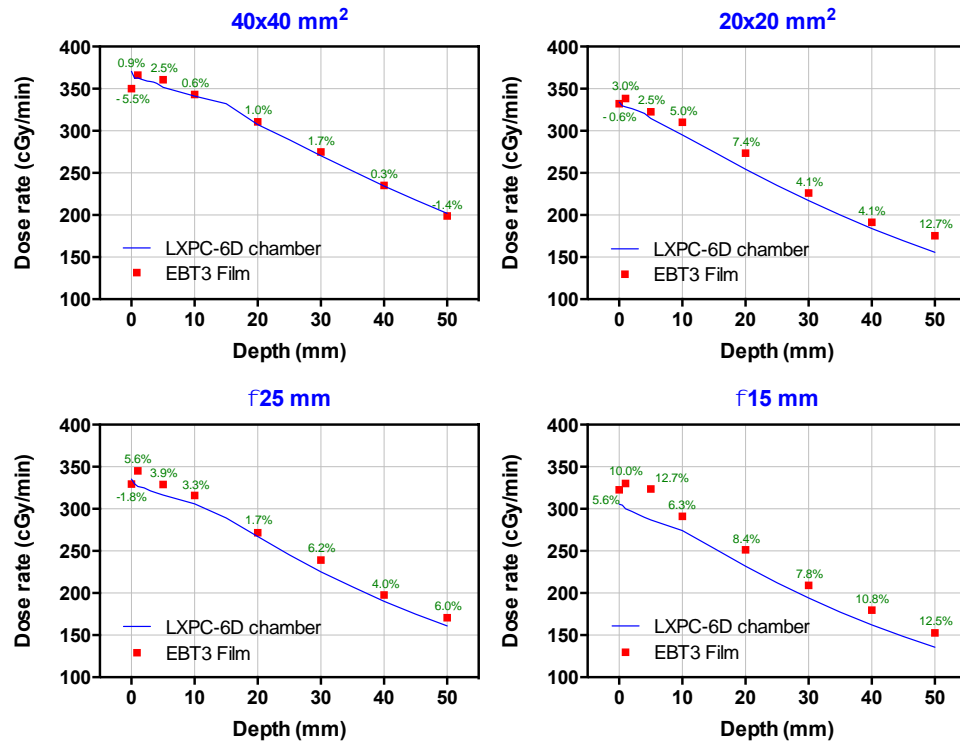 40x40 mm²
20x20 mm²
Dose rate (cGy/min)
400
350
300
250
200
150
100
0.9%
2.5%
0.6%
1.0%
1.7%
0.3%
-1.4%
-5.5%
LXPC-6D chamber
EBT3 Film
0 10 20 30 40 50
Depth (mm)
Dose rate (cGy/min)
400
350
300
250
200
150
100
3.0%
2.5%
5.0%
7.4%
4.1%
4.1%
12.7%
-0.6%
LXPC-6D chamber
EBT3 Film
0 10 20 30 40 50
Depth (mm)
f25 mm
f15 mm
Dose rate (cGy/min)
400
350
300
250
200
150
100
5.6%
3.9%
3.3%
1.7%
6.2%
4.0%
6.0%
-1.8%
LXPC-6D chamber
EBT3 Film
0 10 20 30 40 50
Depth (mm)
Dose rate (cGy/min)
400
350
300
250
200
150
100
10.0%
12.7%
5.6%
6.3%
8.4%
7.8%
10.8%
12.5%
LXPC-6D chamber
EBT3 Film
0 10 20 30 40 50
Depth (mm)